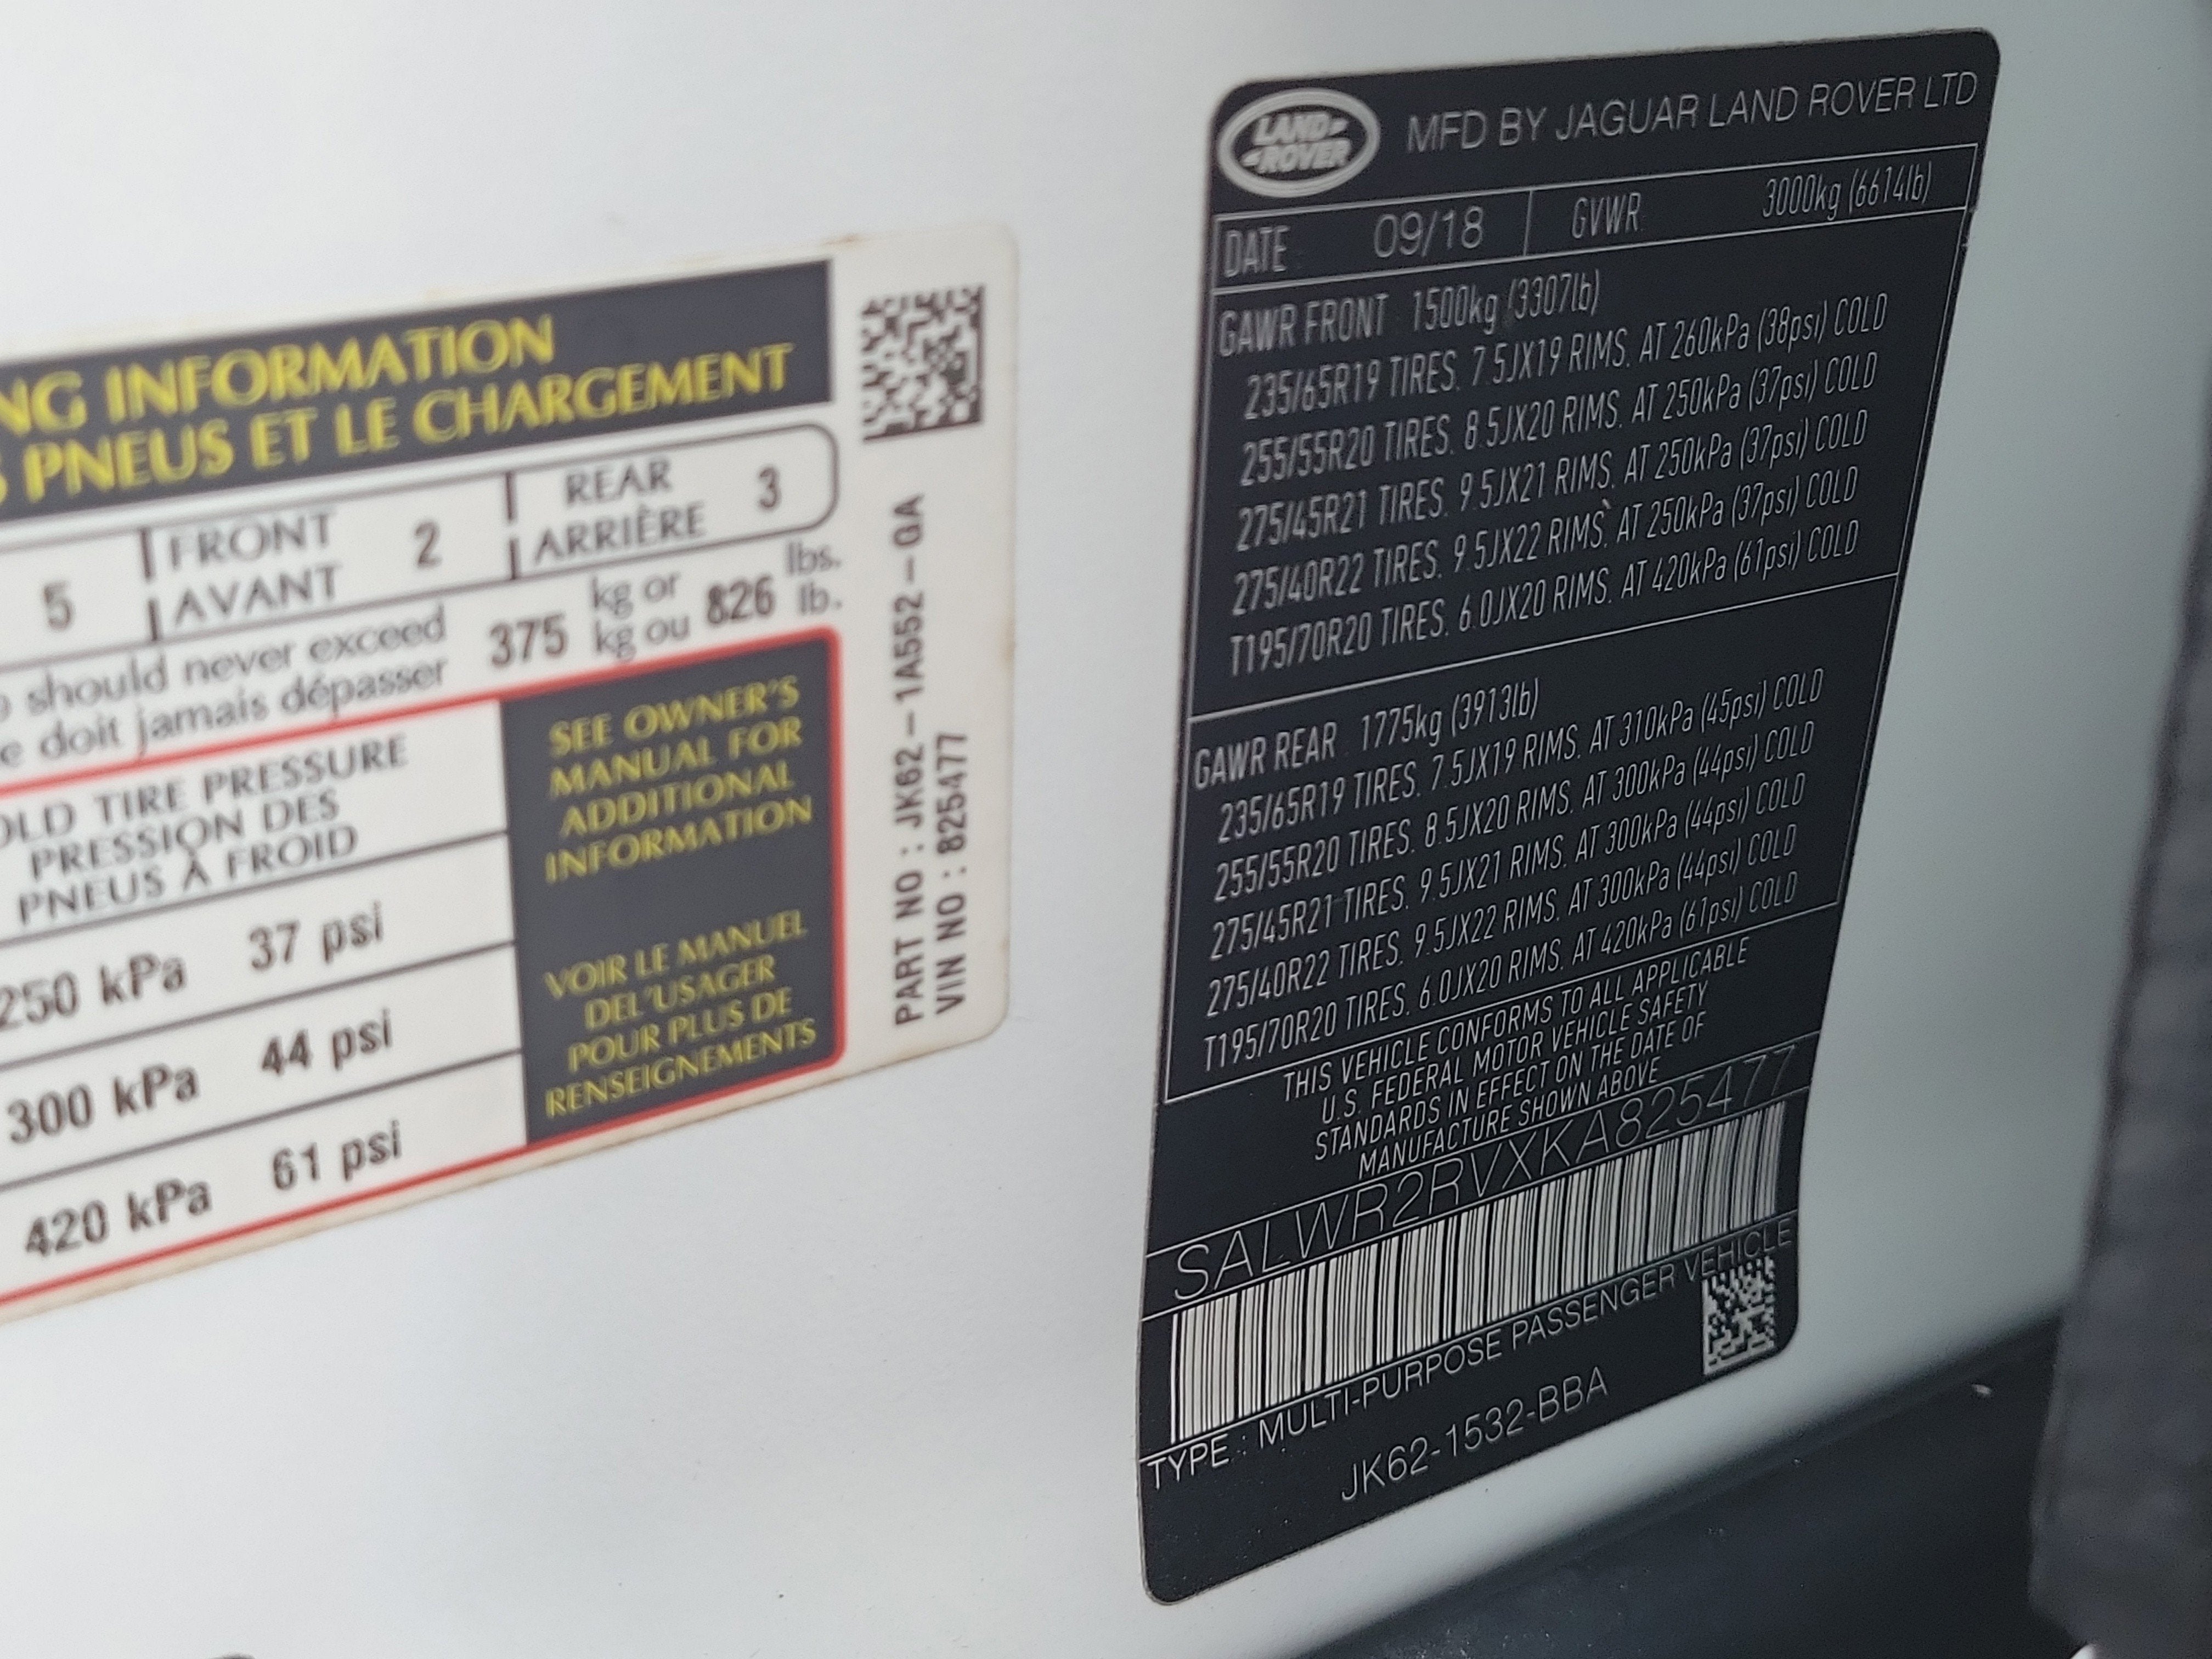 NG INFORMATION
PNEUS ET LE CHARGEMENT
5 FRONT AVANT 2 REAR ARRIÈRE 3
should never exceed 375 kg or 826 lbs.
doit jamais dépasser kg ou lb.
TIRE PRESSURE
PRESSION DES
PNEUS À FROID
250 kPa 37 psi
300 kPa 44 psi
420 kPa 61 psi
SEE OWNER'S
MANUAL FOR
ADDITIONAL
INFORMATION
VOIR LE MANUEL
DEL'USAGER
POUR PLUS DE
RENSEIGNEMENTS
PART NO : JK62-1A552-GA
VIN NO : 825477
LAND ROVER
MFD BY JAGUAR LAND ROVER LTD
DATE 09/18 GVWR 3000kg (6614lb)
GAWR FRONT 1500kg (3307lb)
235/65R19 TIRES. 7.5JX19 RIMS. AT 260kPa (38psi) COLD
255/55R20 TIRES. 8.5JX20 RIMS. AT 250kPa (37psi) COLD
275/45R21 TIRES. 9.5JX21 RIMS. AT 250kPa (37psi) COLD
275/40R22 TIRES. 9.5JX22 RIMS. AT 250kPa (37psi) COLD
T195/70R20 TIRES. 6.0JX20 RIMS. AT 420kPa (61psi) COLD
GAWR REAR 1775kg (3913lb)
235/65R19 TIRES. 7.5JX19 RIMS. AT 310kPa (45psi) COLD
255/55R20 TIRES. 8.5JX20 RIMS. AT 300kPa (44psi) COLD
275/45R21 TIRES. 9.5JX21 RIMS. AT 300kPa (44psi) COLD
275/40R22 TIRES. 9.5JX22 RIMS. AT 300kPa (44psi) COLD
T195/70R20 TIRES. 6.0JX20 RIMS. AT 420kPa (61psi) COLD
THIS VEHICLE CONFORMS TO ALL APPLICABLE
U.S. FEDERAL MOTOR VEHICLE SAFETY
STANDARDS IN EFFECT ON THE DATE OF
MANUFACTURE SHOWN ABOVE
SALWR2RVXKA825477
TYPE : MULTI-PURPOSE PASSENGER VEHICLE
JK62-1532-BBA